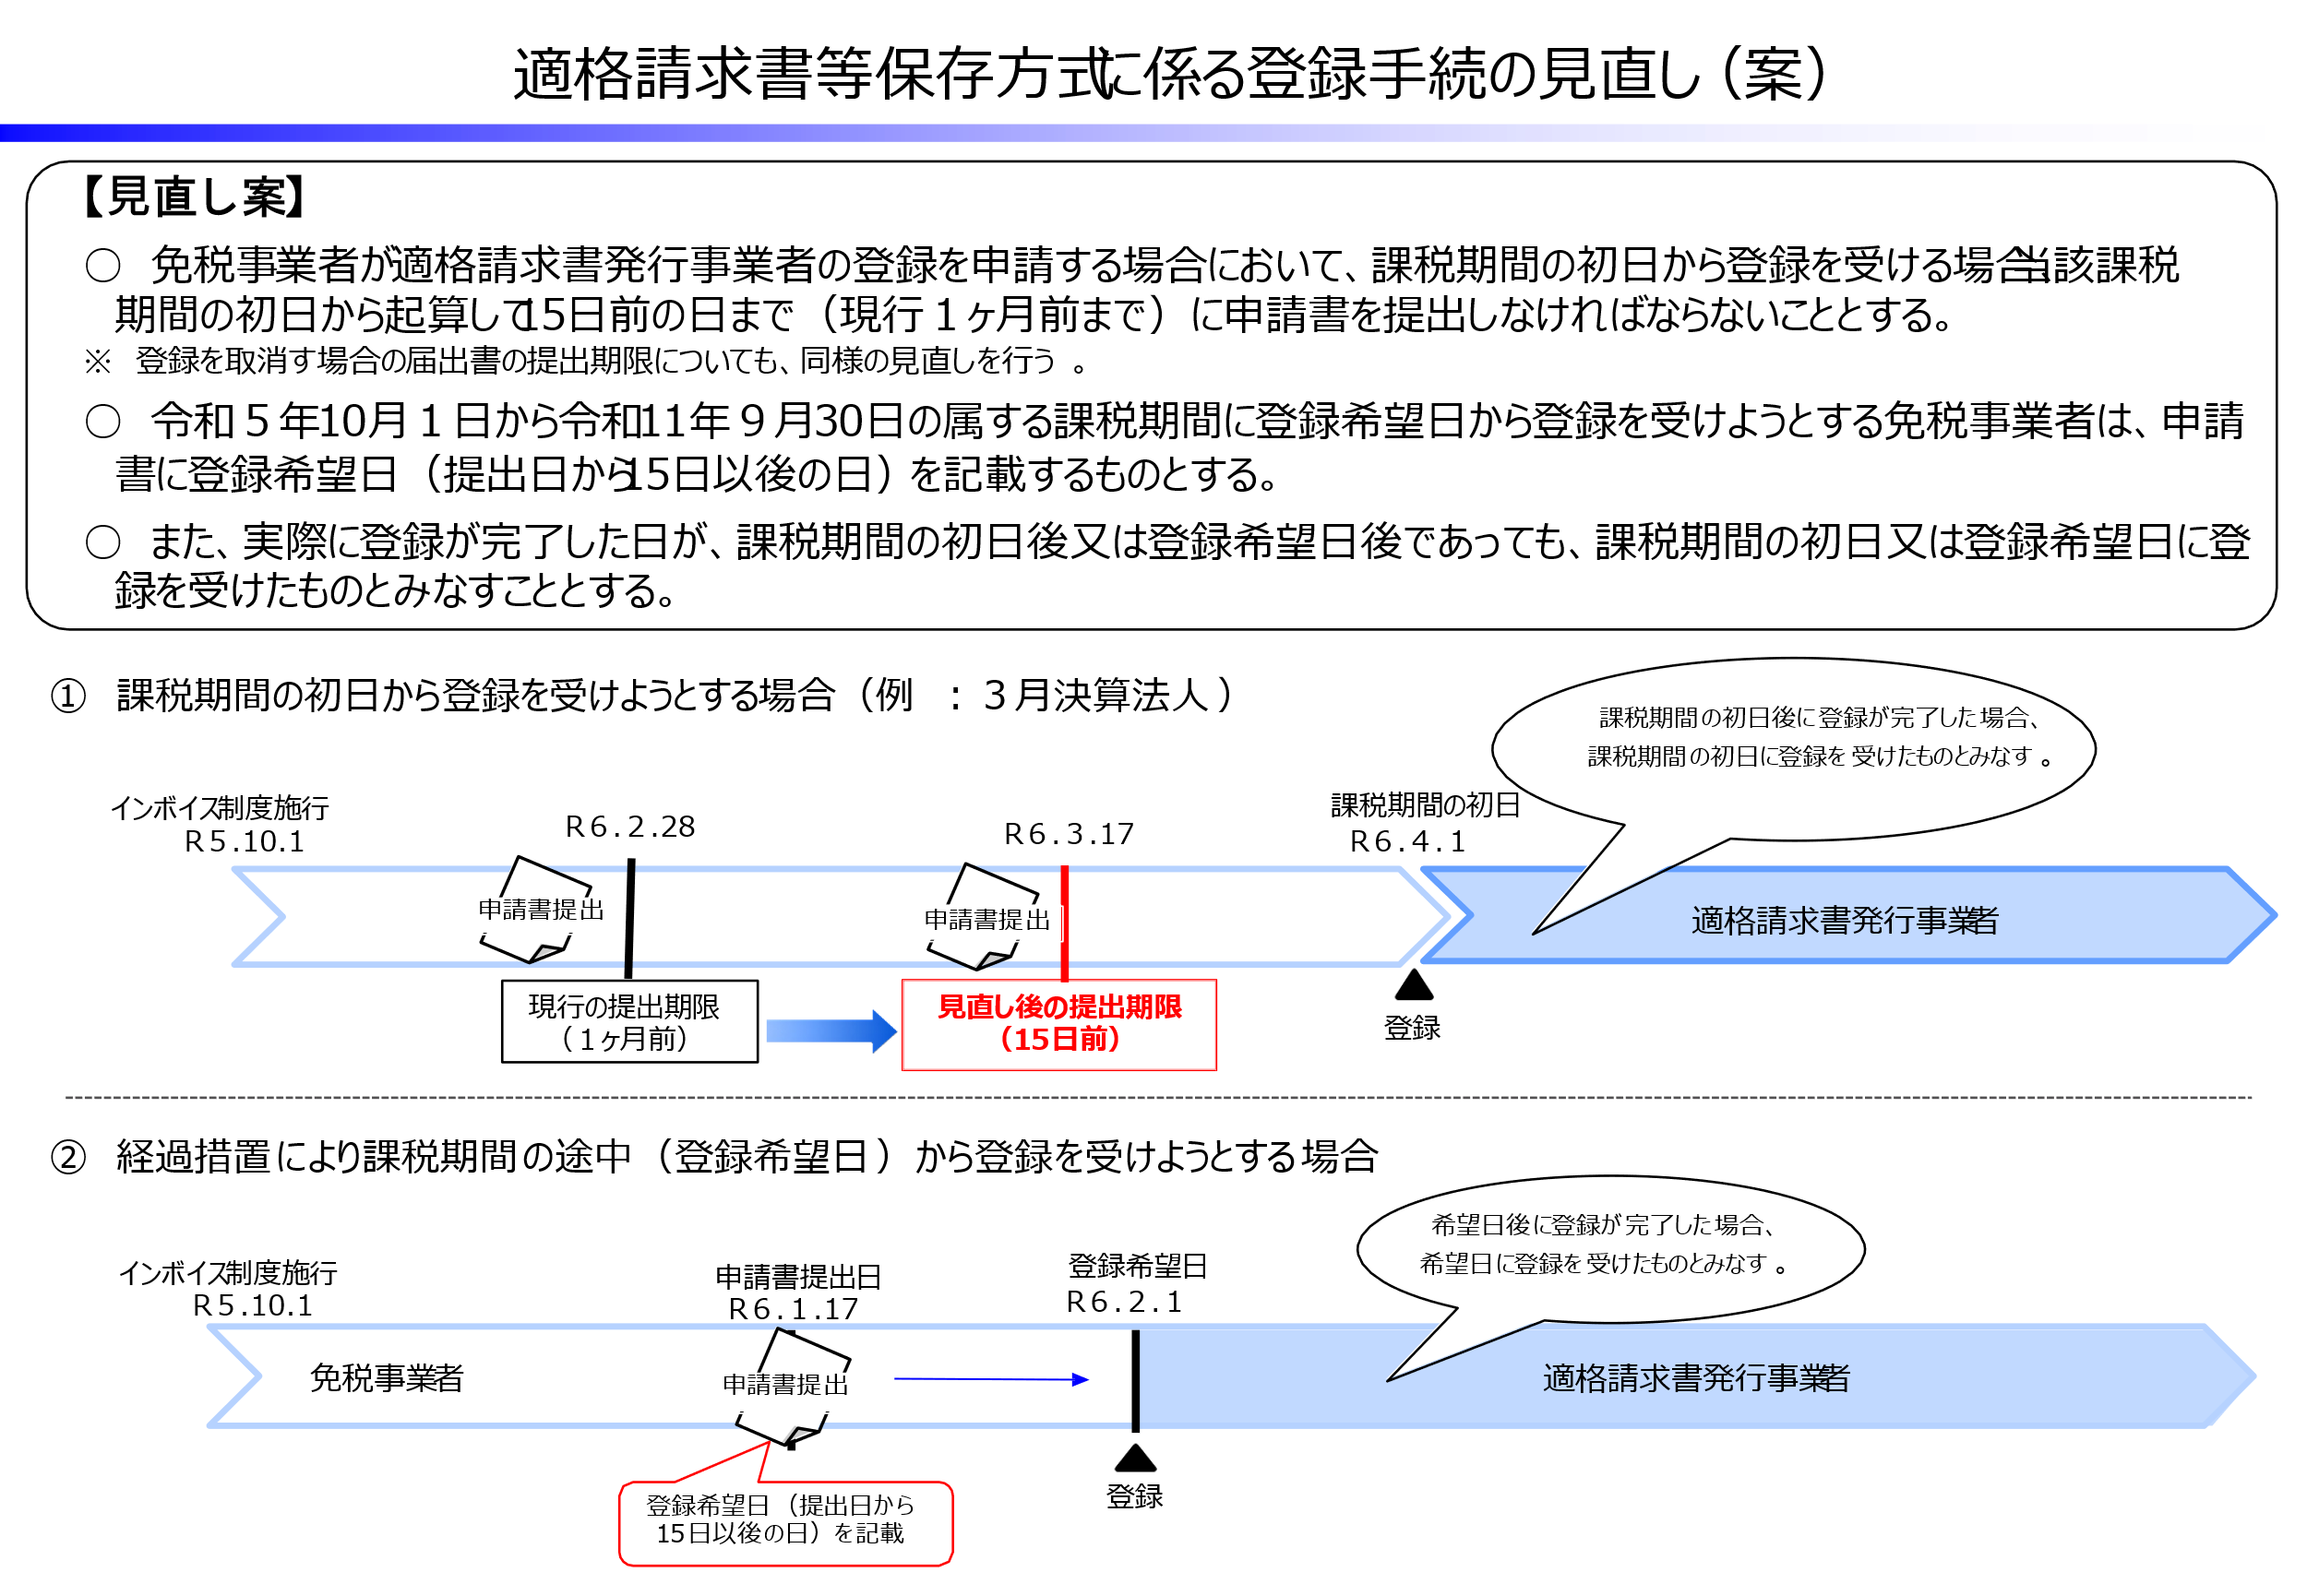 適格請求書等保存方式に係る登録手続の見直し（案）
【見直し案】
○ 免税事業者が適格請求書発行事業者の登録を申請する場合において、課税期間の初日から登録を受ける場合、当該課税
期間の初日から起算して15日前の日まで（現行１ヶ月前まで）に申請書を提出しなければならないこととする。
※ 登録を取消す場合の届出書の提出期限についても、同様の見直しを行う。
○ 令和５年10月１日から令和11年９月30日の属する課税期間に登録希望日から登録を受けようとする免税事業者は、申請
書に登録希望日（提出日から15日以後の日）を記載するものとする。
○ また、実際に登録が完了した日が、課税期間の初日後又は登録希望日後であっても、課税期間の初日又は登録希望日に登
録を受けたものとみなすこととする。
① 課税期間の初日から登録を受けようとする場合（例：３月決算法人）
課税期間の初日後に登録が完了した場合、
課税期間の初日に登録を受けたものとみなす。
インボイス制度施行
Ｒ５.10.１
Ｒ６.２.28
Ｒ６.３.17
課税期間の初日
Ｒ６.４.１
申請書提出
申請書提出
適格請求書発行事業者
現行の提出期限
（１ヶ月前）
見直し後の提出期限
（15日前）
登録
② 経過措置により課税期間の途中（登録希望日）から登録を受けようとする場合
希望日後に登録が完了した場合、
希望日に登録を受けたものとみなす。
インボイス制度施行
Ｒ５.10.１
申請書提出日
Ｒ６.１.17
登録希望日
Ｒ６.２.１
免税事業者
申請書提出
適格請求書発行事業者
登録
登録希望日（提出日から
15日以後の日）を記載